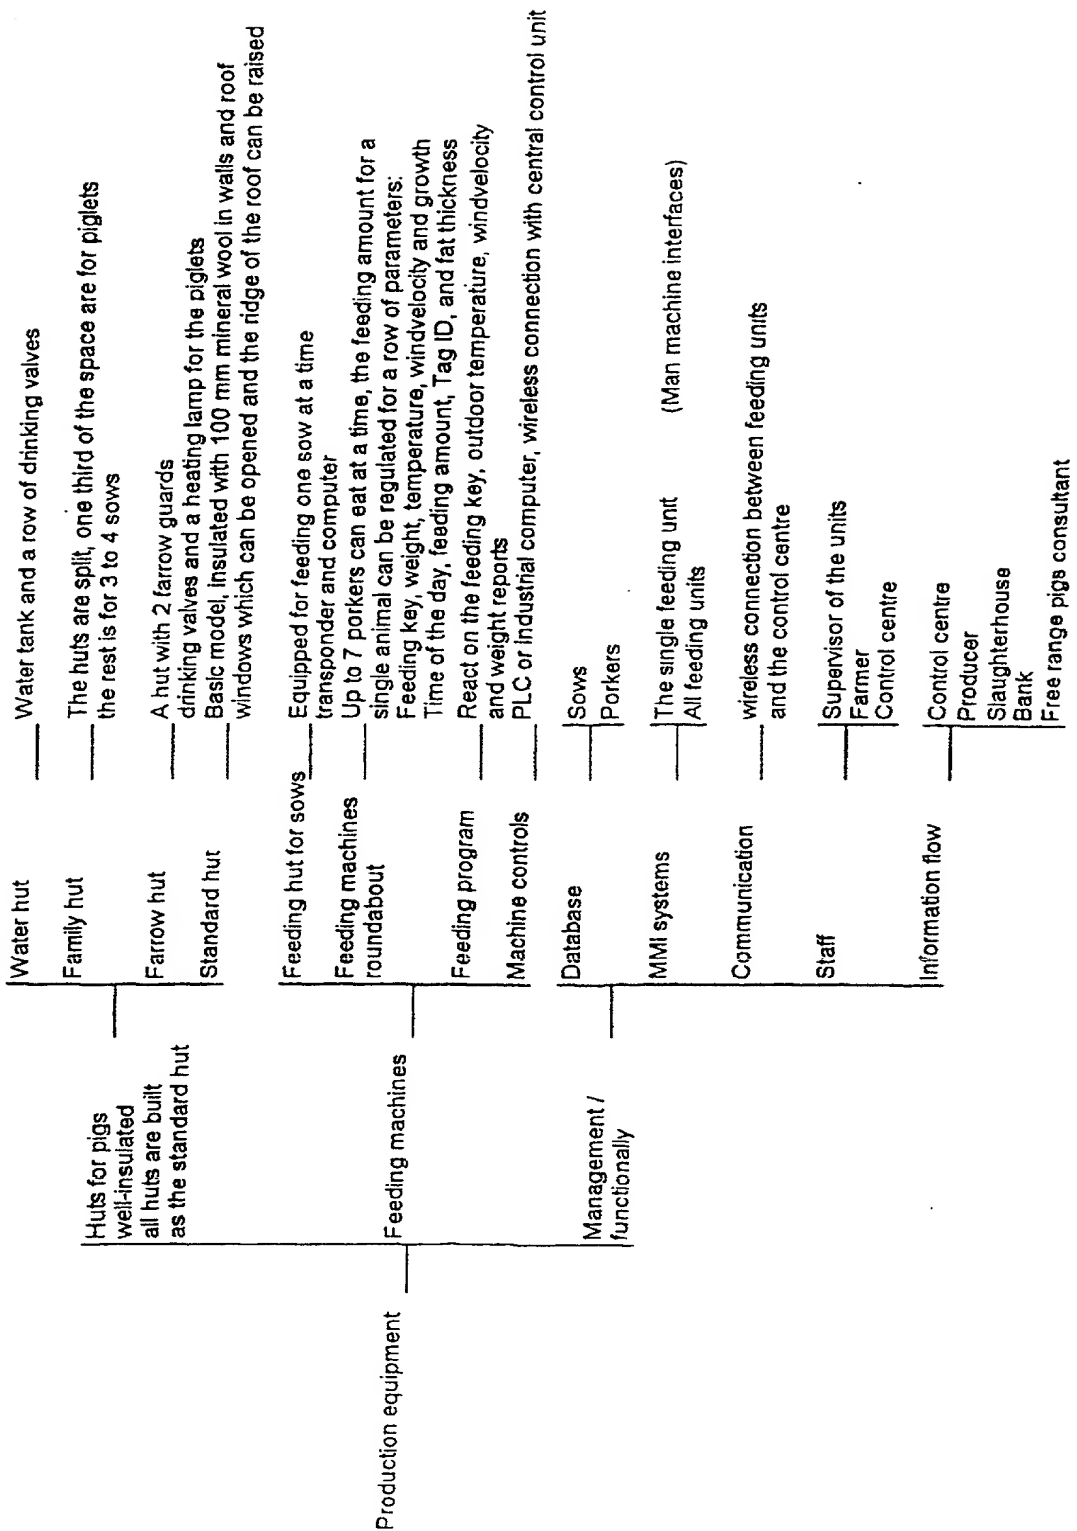 Production equipment
Huts for pigs
well-insulated
all huts are built
as the standard hut
Water hut
Water tank and a row of drinking valves
Family hut
The huts are split, one third of the space are for piglets
the rest is for 3 to 4 sows
Farrow hut
A hut with 2 farrow guards
drinking valves and a heating lamp for the piglets
Standard hut
Basic model, insulated with 100 mm mineral wool in walls and roof
windows which can be opened and the ridge of the roof can be raised
Feeding machines
Feeding hut for sows
Equipped for feeding one sow at a time
transponder and computer
Feeding machines
roundabout
Up to 7 porkers can eat at a time, the feeding amount for a
single animal can be regulated for a row of parameters:
Feeding key, weight, temperature, windvelocity and growth
Time of the day, feeding amount, Tag ID, and fat thickness
Feeding program
React on the feeding key, outdoor temperature, windvelocity
and weight reports
Machine controls
PLC or Industrial computer, wireless connection with central control unit
Management /
functionally
Database
Sows
Porkers
MMI systems
The single feeding unit (Man machine interfaces)
All feeding units
Communication
wireless connection between feeding units
and the control centre
Staff
Supervisor of the units
Farmer
Control centre
Information flow
Control centre
Producer
Slaughterhouse
Bank
Free range pigs consultant